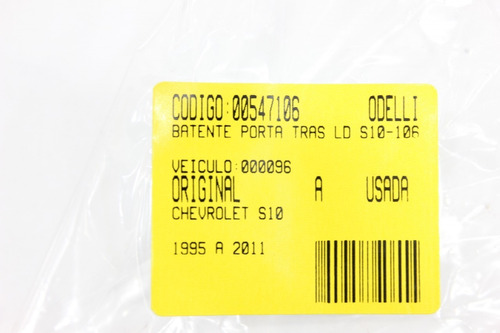 CODIGO:00547106 ODELLI
BATENTE PORTA TRAS LD S10-106
VEICULO:000096
ORIGINAL A USADA
CHEVROLET S10
1995 A 2011